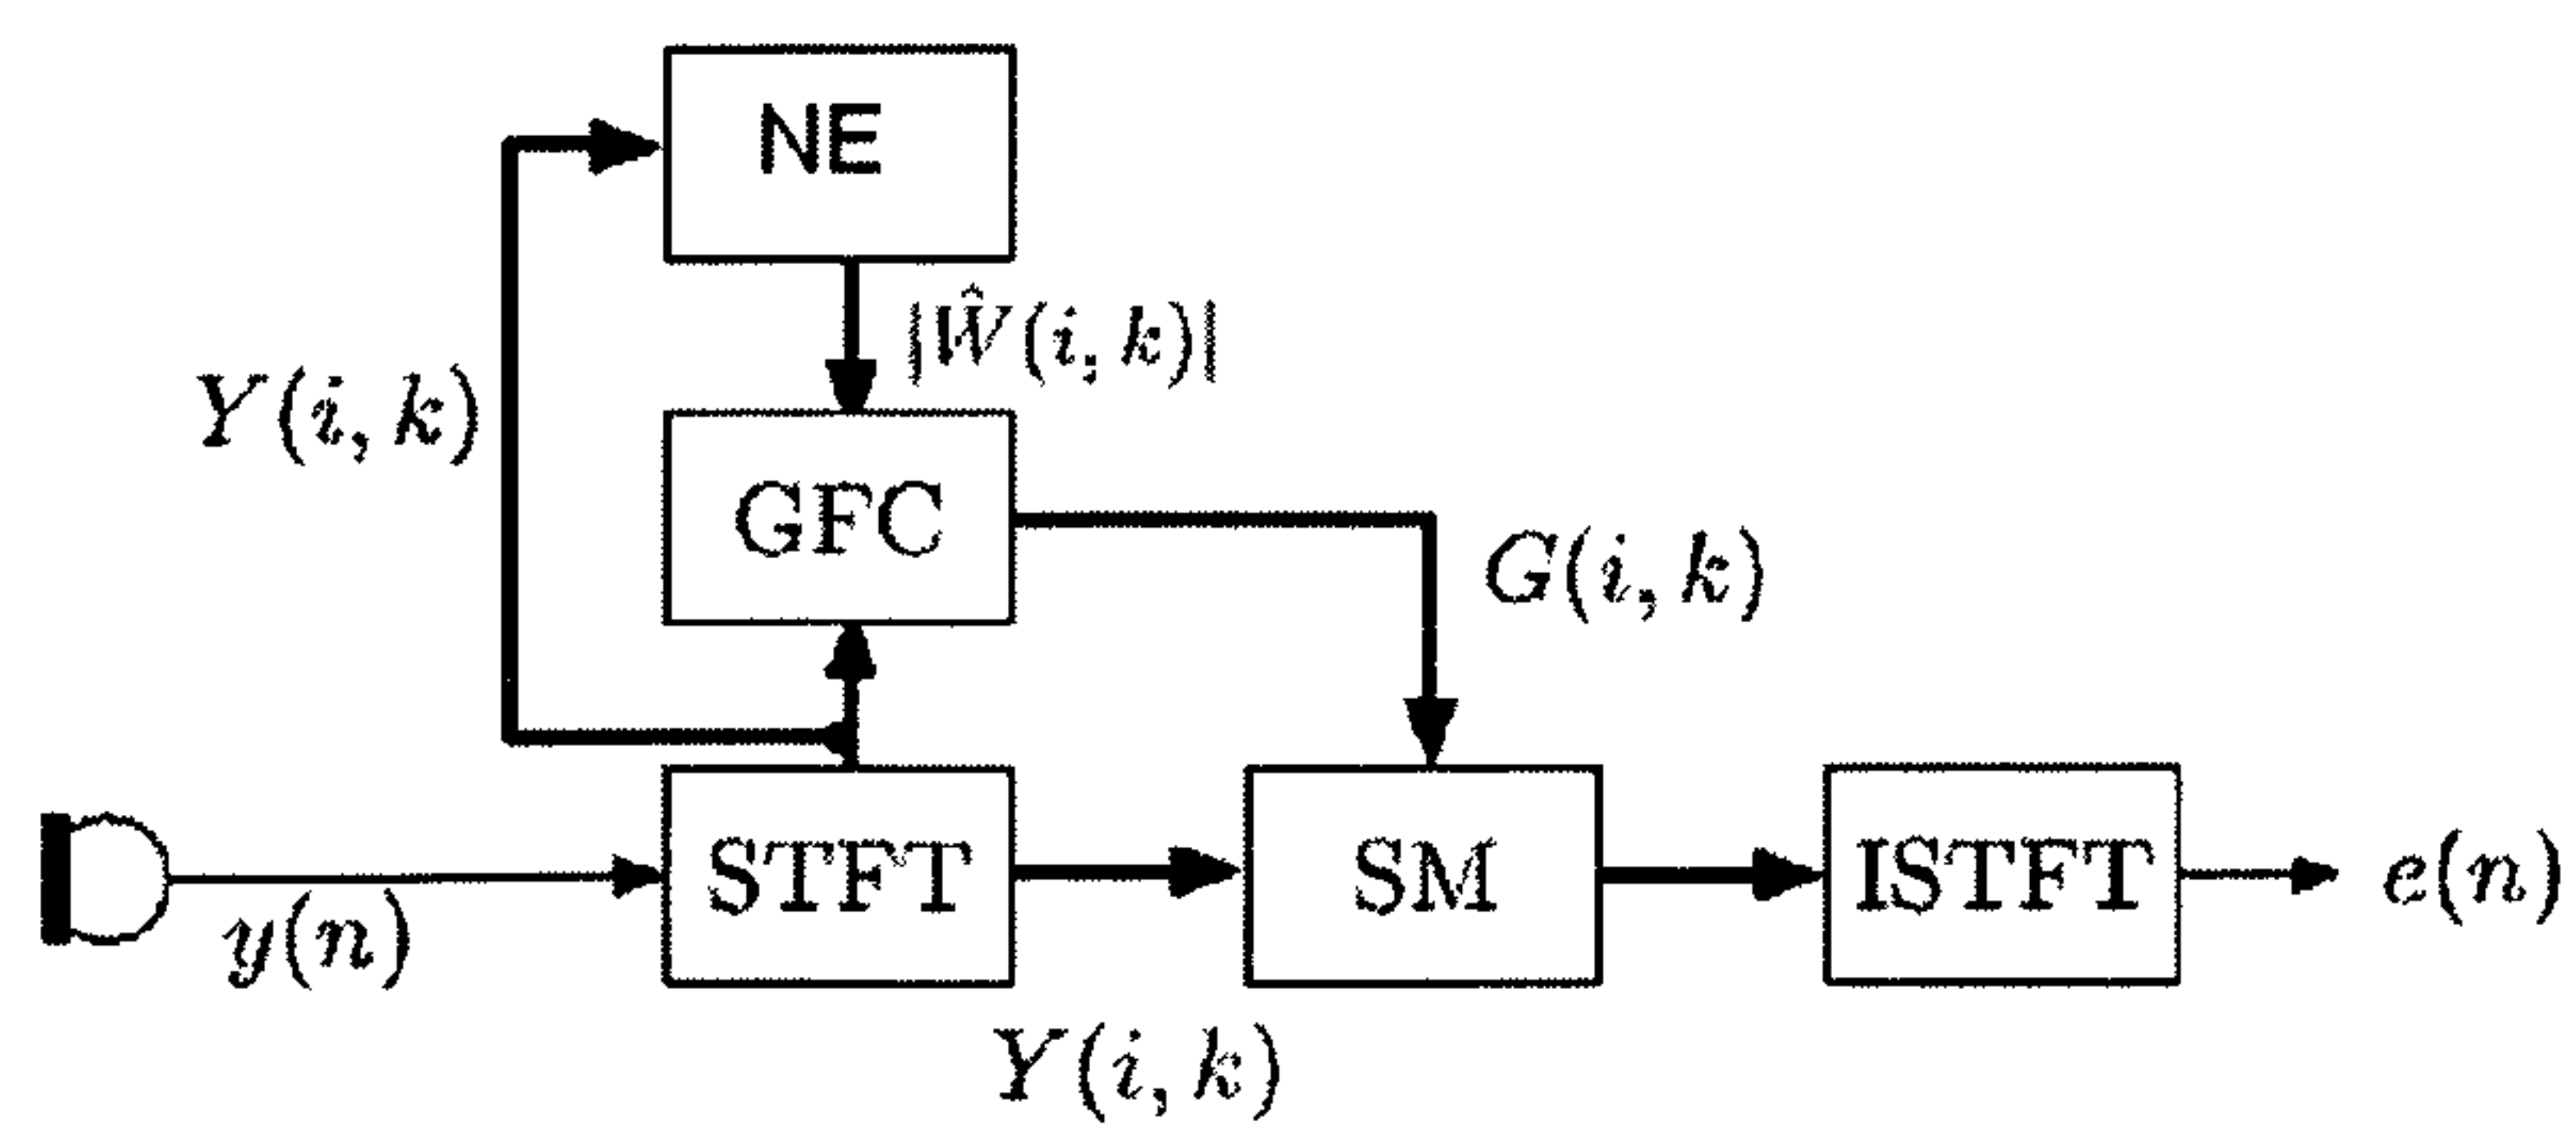 NE
|Ŵ(i, k)|
Y(i, k)
GFC
G(i, k)
STFT
SM
ISTFT
e(n)
y(n)
Y(i, k)